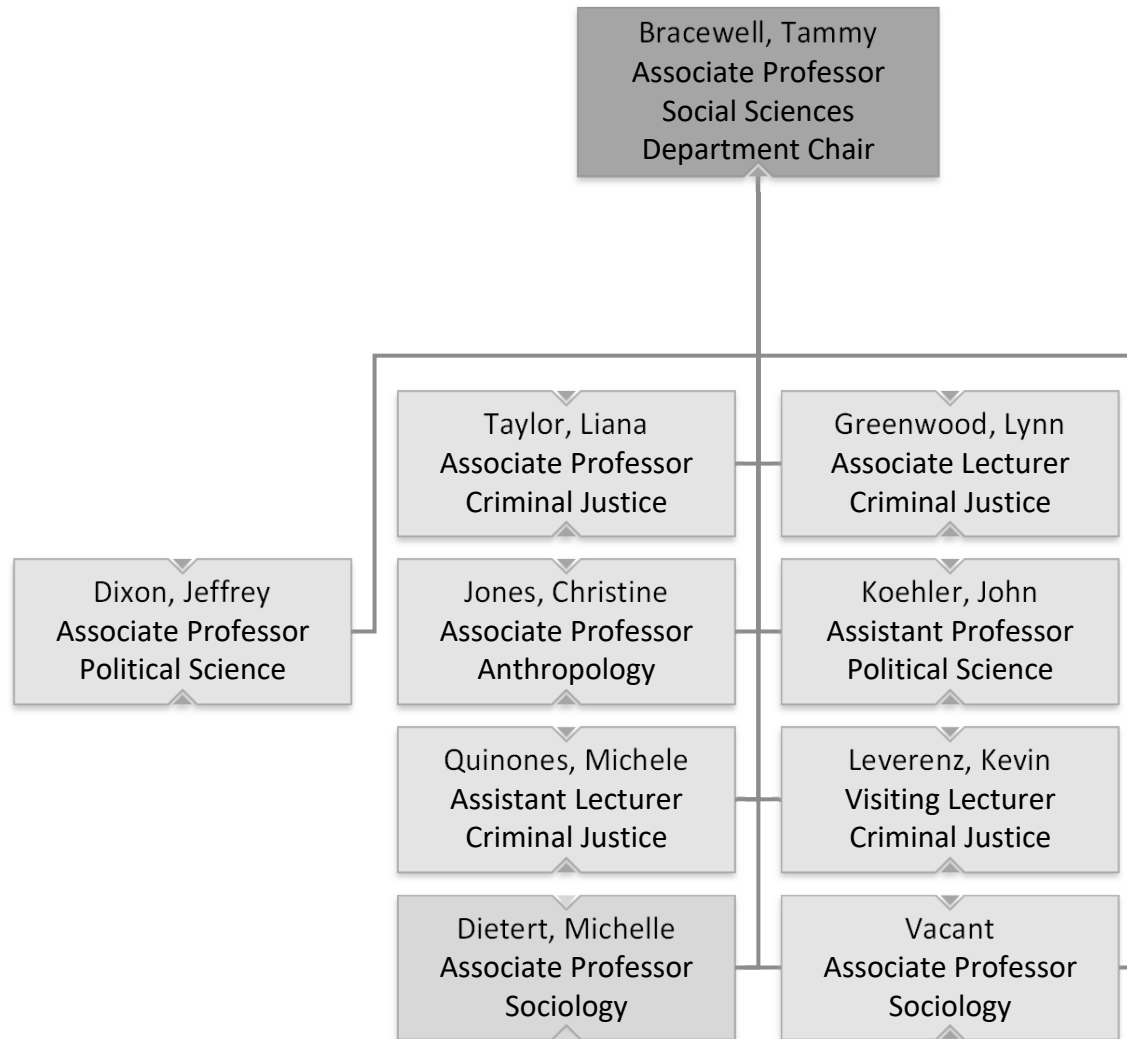 Bracewell, Tammy
Associate Professor
Social Sciences
Department Chair
Taylor, Liana
Associate Professor
Criminal Justice
Greenwood, Lynn
Associate Lecturer
Criminal Justice
Dixon, Jeffrey
Associate Professor
Political Science
Jones, Christine
Associate Professor
Anthropology
Koehler, John
Assistant Professor
Political Science
Quinones, Michele
Assistant Lecturer
Criminal Justice
Leverenz, Kevin
Visiting Lecturer
Criminal Justice
Dietert, Michelle
Associate Professor
Sociology
Vacant
Associate Professor
Sociology